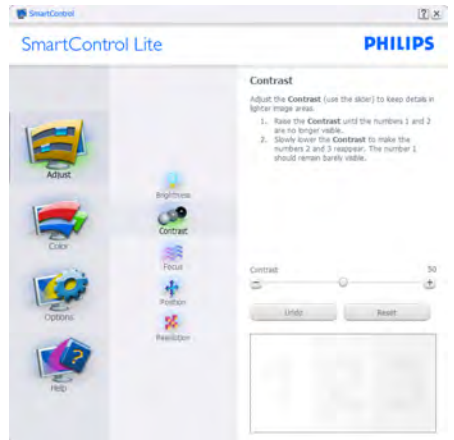 SmartControl
SmartControl Lite
PHILIPS
Adjust
Color
Options
Help
Brightness
Contrast
Focus
Position
Resolution
Contrast
Adjust the Contrast (use the slider) to keep details in
lighter image areas.
1. Raise the Contrast until the numbers 1 and 2
are no longer visible.
2. Slowly lower the Contrast to make the
numbers 2 and 3 reappear. The number 1
should remain barely visible.
Contrast
50
Undo
Reset
1 2 3